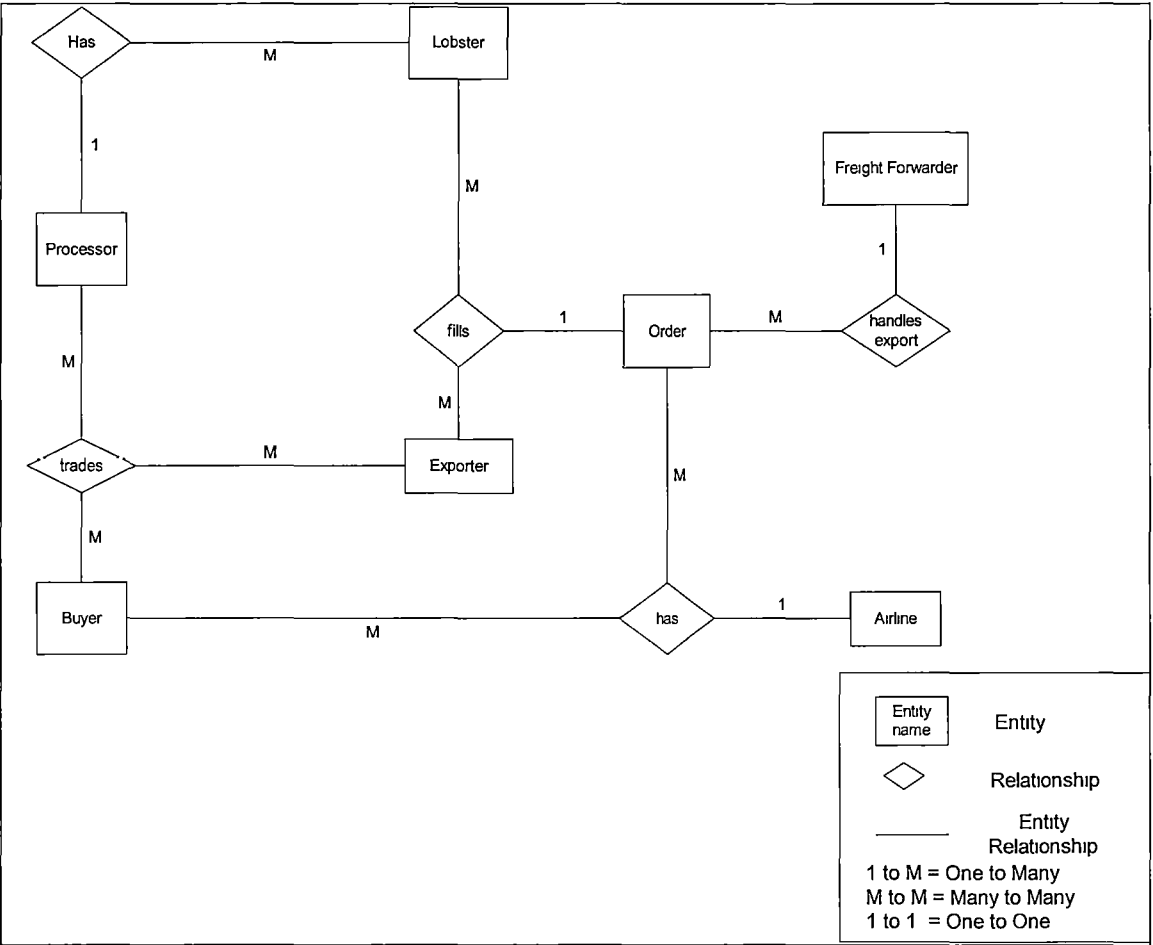 Has
M
Lobster
1
M
Freight Forwarder
Processor
1
M
fills
1
Order
M
handles
export
M
trades
M
Exporter
M
M
Buyer
M
has
1
Airline
Entity
name
Entity
Relationship
Entity
Relationship
1 to M = One to Many
M to M = Many to Many
1 to 1 = One to One